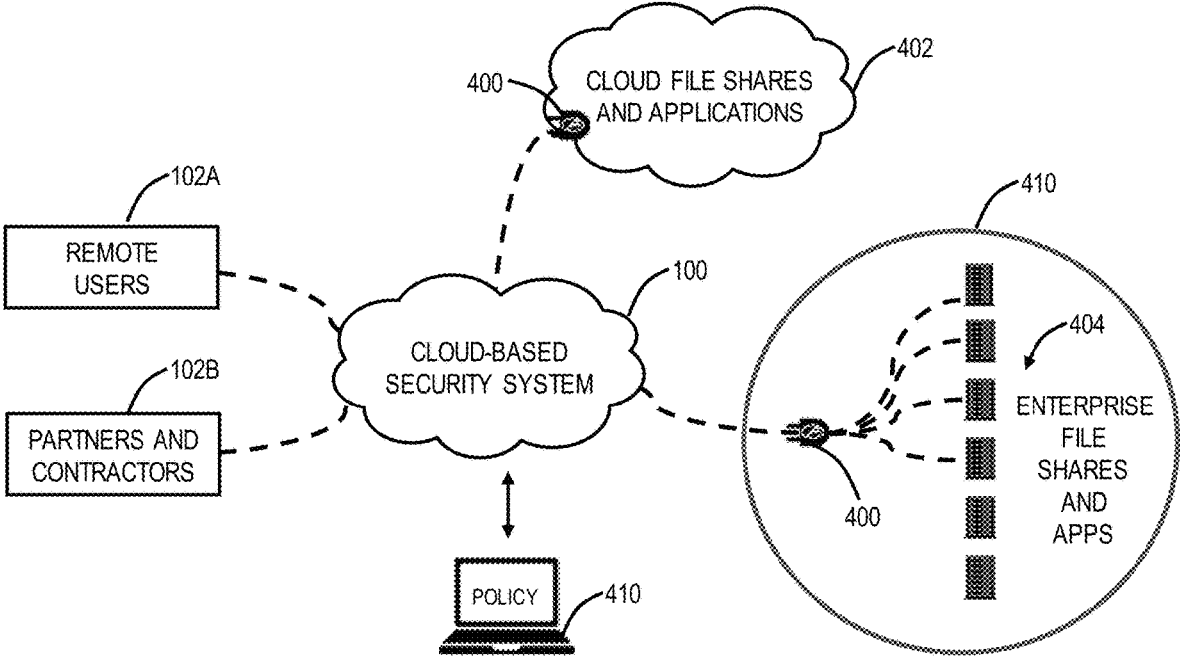 402
CLOUD FILE SHARES
AND APPLICATIONS
400
102A
REMOTE
USERS
410
100
CLOUD-BASED
SECURITY SYSTEM
404
102B
PARTNERS AND
CONTRACTORS
ENTERPRISE
FILE
SHARES
AND
APPS
400
POLICY
410